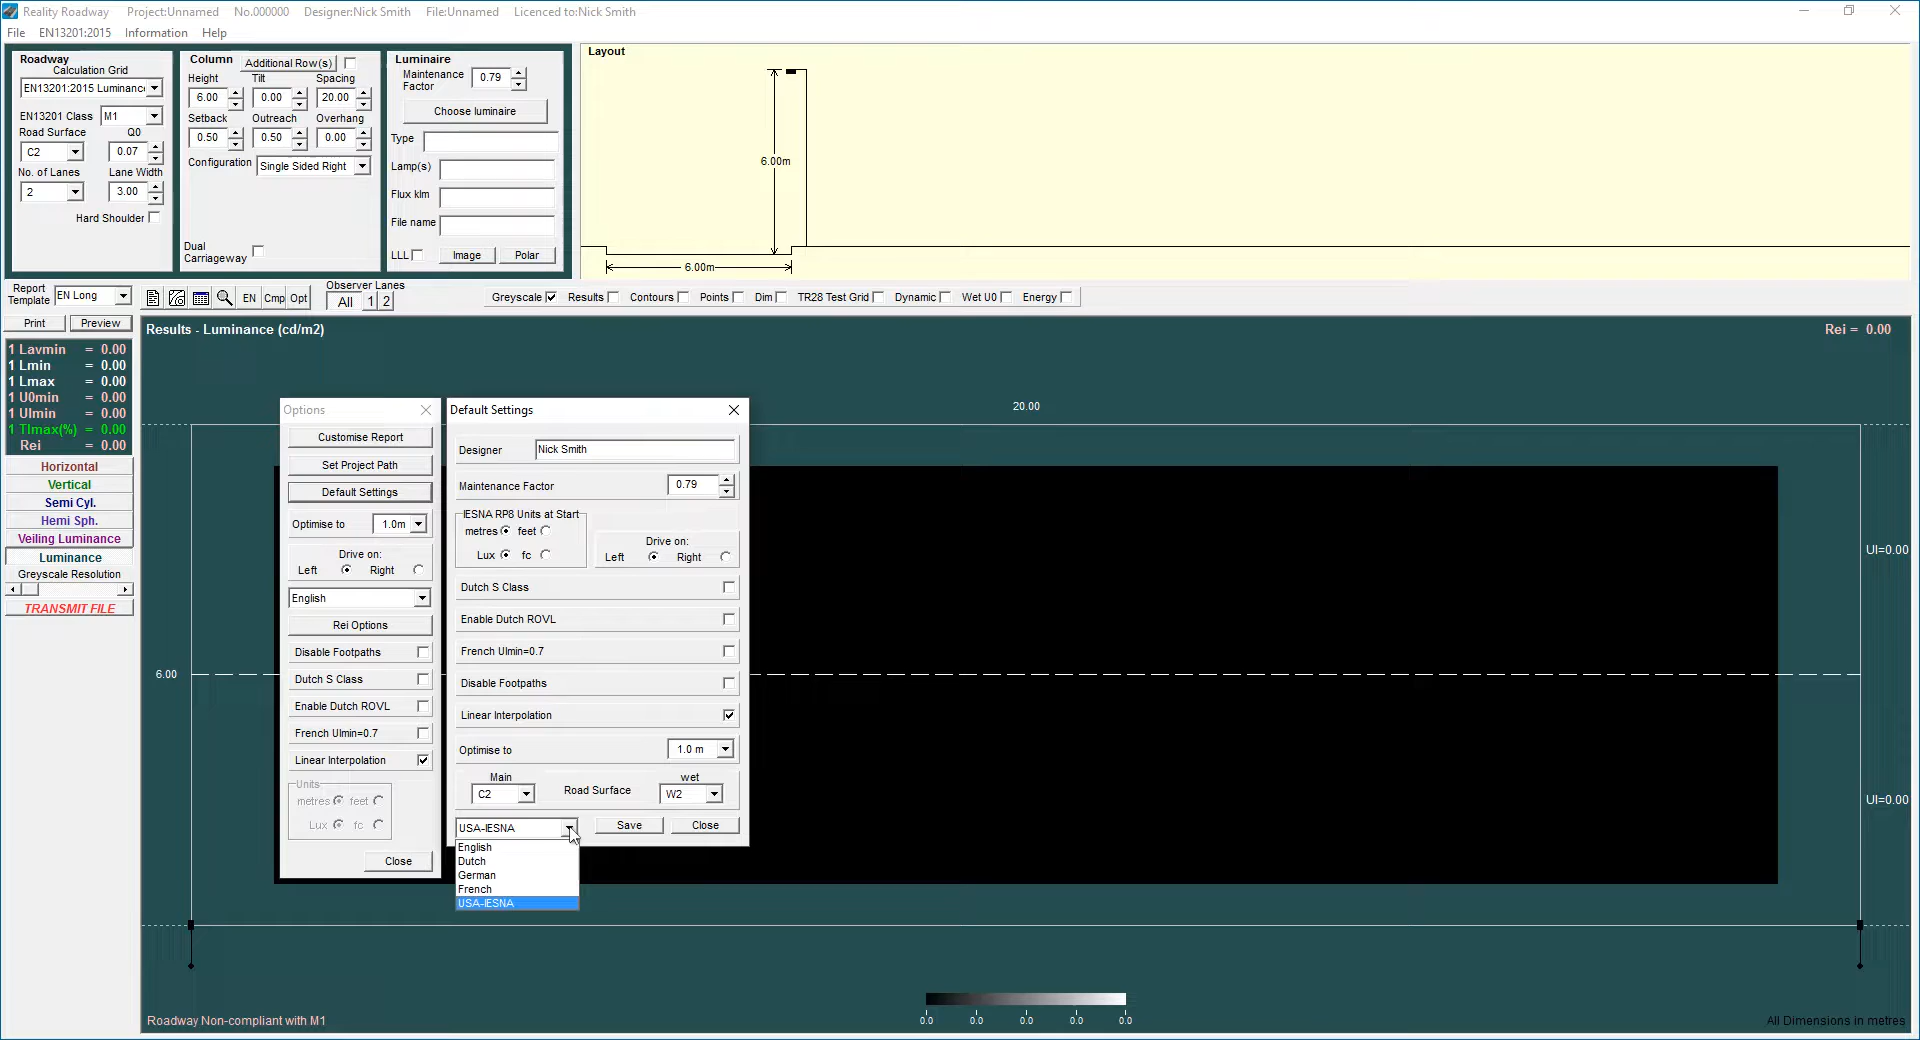 Reality Roadway Project:Unnamed No.000000 Designer:Nick Smith File:Unnamed Licenced to:Nick Smith
File EN13201:2015 Information Help
Roadway
Calculation Grid
EN13201:2015 Luminanc
EN13201 Class M1
Road Surface Q0
C2 0.07
No. of Lanes Lane Width
2 3.00
Hard Shoulder
Column Additional Row(s)
Height Tilt Spacing
6.00 0.00 20.00
Setback Outreach Overhang
0.50 0.50 0.00
Configuration Single Sided Right
Dual
Carriageway
Luminaire
Maintenance
Factor 0.79
Choose luminaire
Type
Lamp(s)
Flux klm
File name
LLL Image Polar
Layout
6.00m
6.00m
Report
Template EN Long
EN Cmp Opt
Observer Lanes
All 1 2
Greyscale Results Contours Points Dim TR28 Test Grid Dynamic Wet U0 Energy
Print Preview
1 Lavmin = 0.00
1 Lmin = 0.00
1 Lmax = 0.00
1 U0min = 0.00
1 UImin = 0.00
1 TImax(%) = 0.00
Rei = 0.00
Horizontal
Vertical
Semi Cyl.
Hemi Sph.
Veiling Luminance
Luminance
Greyscale Resolution
TRANSMIT FILE
Results - Luminance (cd/m2)
Rei = 0.00
20.00
6.00
UI=0.00
UI=0.00
Options
Customise Report
Set Project Path
Default Settings
Optimise to 1.0m
Drive on:
Left Right
English
Rei Options
Disable Footpaths
Dutch S Class
Enable Dutch ROVL
French UImin=0.7
Linear Interpolation
Units
metres feet
Lux fc
Close
Default Settings
Designer Nick Smith
Maintenance Factor 0.79
IESNA RP8 Units at Start
metres feet
Lux fc
Drive on:
Left Right
Dutch S Class
Enable Dutch ROVL
French UImin=0.7
Disable Footpaths
Linear Interpolation
Optimise to 1.0 m
Main wet
C2 Road Surface W2
USA-IESNA Save Close
English
Dutch
German
French
USA-IESNA
0.0 0.0 0.0 0.0 0.0
Roadway Non-compliant with M1
All Dimensions in metres